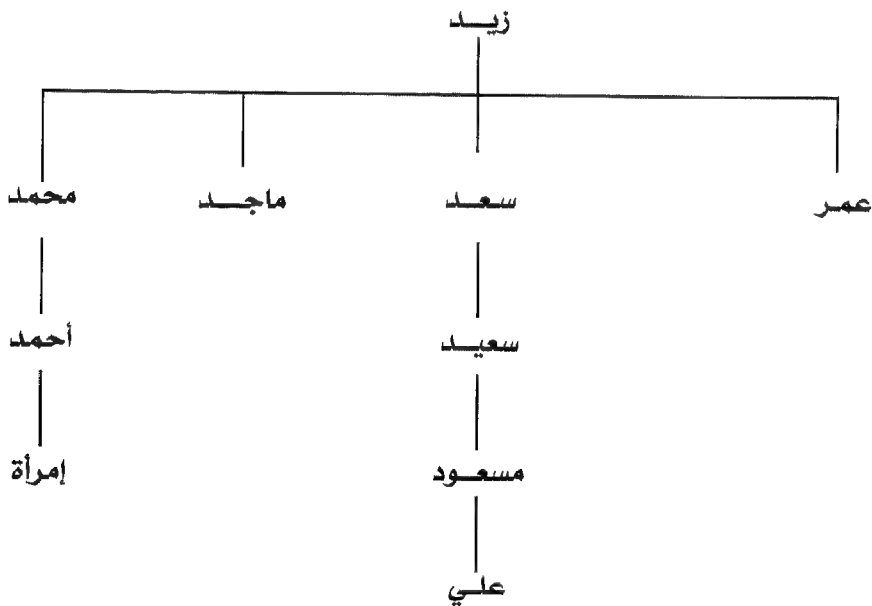 زيد
عمر سعد ماجد محمد
سعيد أحمد
مسعود إمرأة
علي